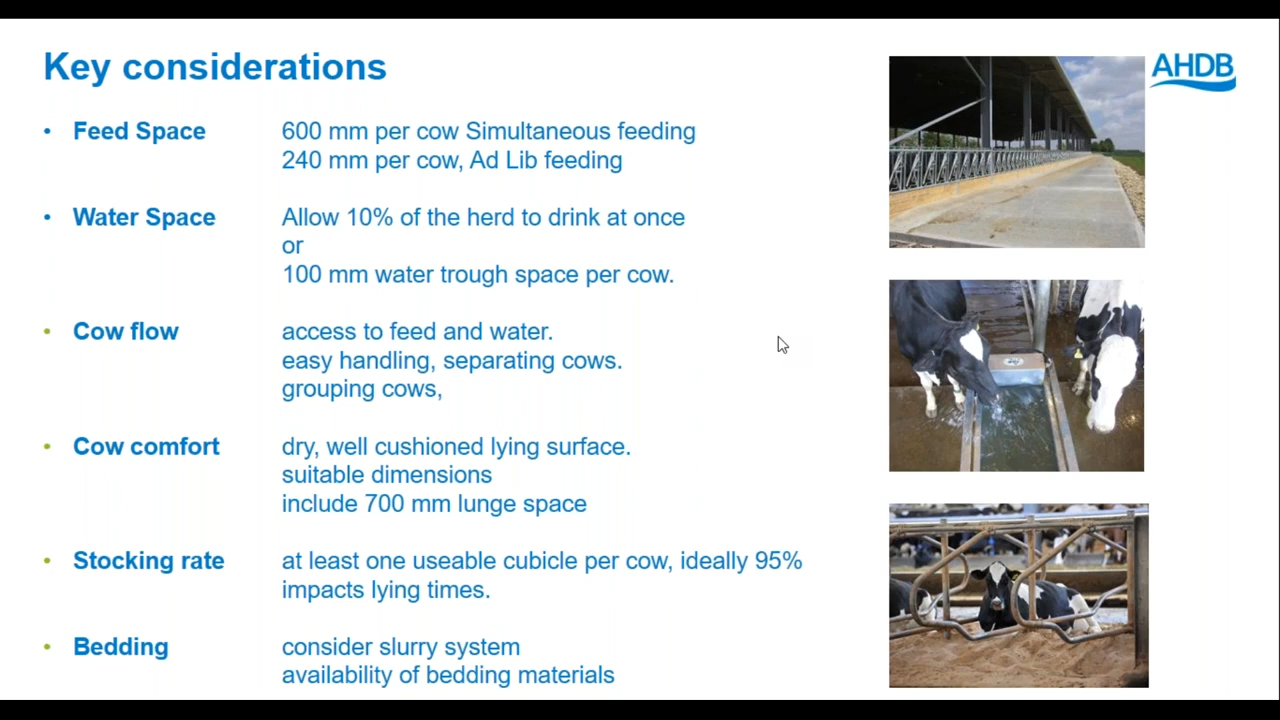 Key considerations
AHDB
• Feed Space 600 mm per cow Simultaneous feeding
240 mm per cow, Ad Lib feeding
• Water Space Allow 10% of the herd to drink at once
or
100 mm water trough space per cow.
• Cow flow access to feed and water.
easy handling, separating cows.
grouping cows,
• Cow comfort dry, well cushioned lying surface.
suitable dimensions
include 700 mm lunge space
• Stocking rate at least one useable cubicle per cow, ideally 95%
impacts lying times.
• Bedding consider slurry system
availability of bedding materials